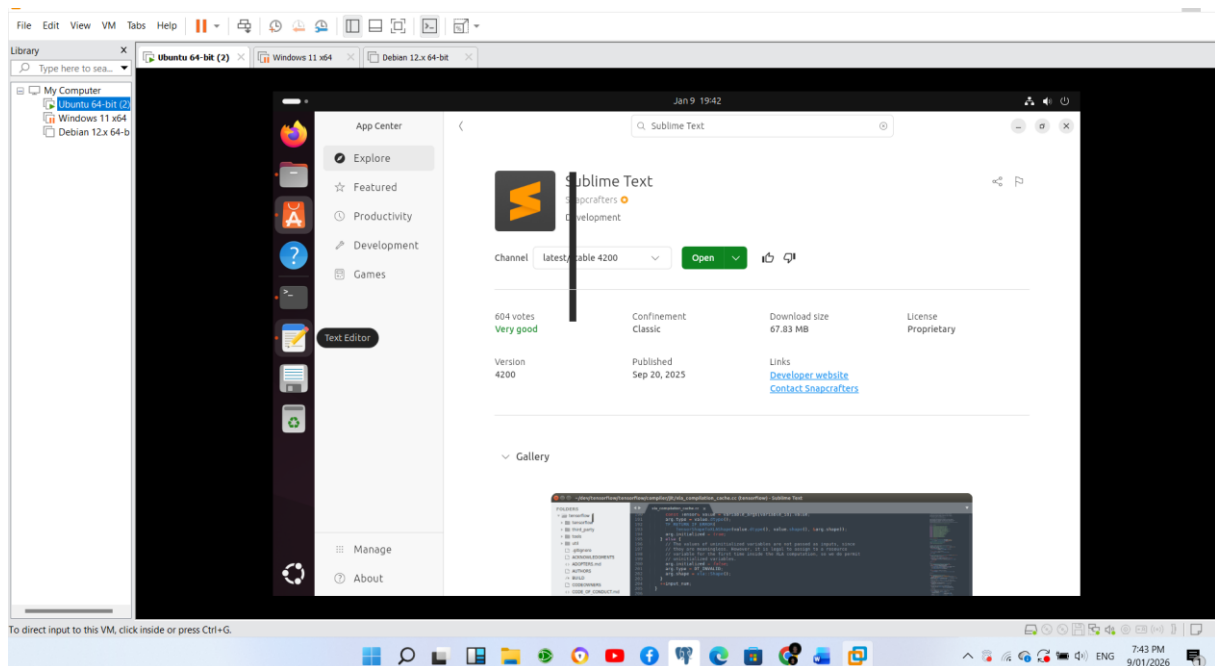 File Edit View VM Tabs Help
Library X
Type here to sea...
My Computer
Ubuntu 64-bit (2)
Windows 11 x64
Debian 12.x 64-b
Ubuntu 64-bit (2) Windows 11 x64 Debian 12.x 64-bit
Jan 9 19:42
App Center
Sublime Text
Explore
Featured
Productivity
Development
Games
Text Editor
Manage
About
Sublime Text
Snapcrafters
Development
Channel latest/stable 4200 Open
604 votes Confinement Download size License
Very good Classic 67.83 MB Proprietary
Version Published Links
4200 Sep 20, 2025 Developer website
Contact Snapcrafters
Gallery
FOLDERS
To direct input to this VM, click inside or press Ctrl+G.
ENG
7:43 PM
9/01/2026